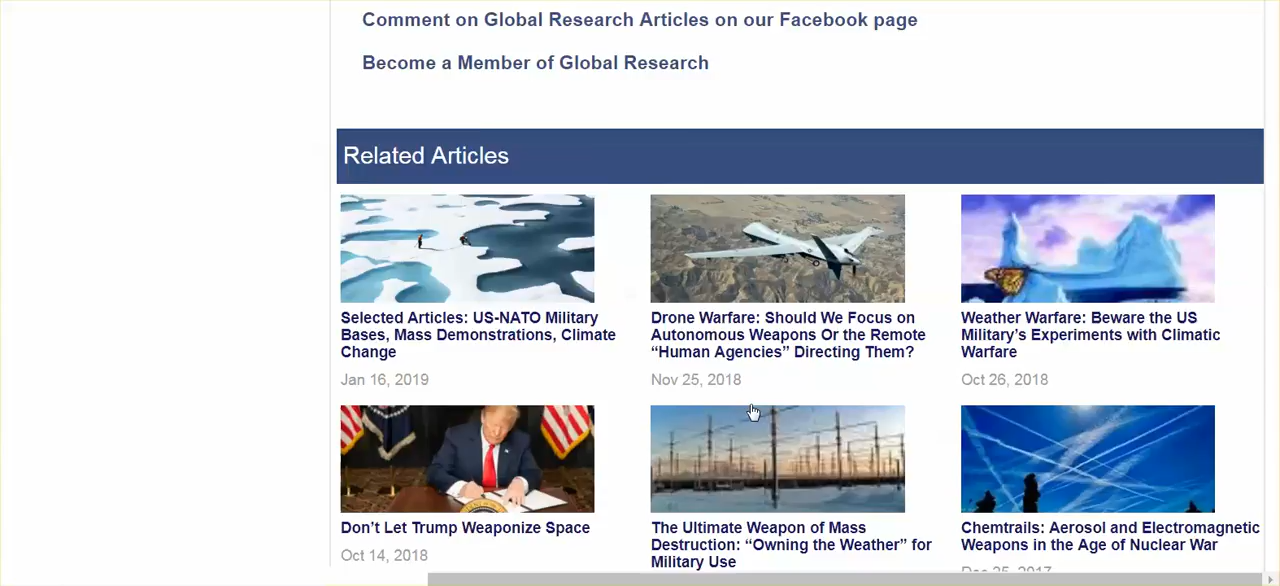 Comment on Global Research Articles on our Facebook page
Become a Member of Global Research
Related Articles
Selected Articles: US-NATO Military
Bases, Mass Demonstrations, Climate
Change
Jan 16, 2019
Drone Warfare: Should We Focus on
Autonomous Weapons Or the Remote
“Human Agencies” Directing Them?
Nov 25, 2018
Weather Warfare: Beware the US
Military’s Experiments with Climatic
Warfare
Oct 26, 2018
Don’t Let Trump Weaponize Space
Oct 14, 2018
The Ultimate Weapon of Mass
Destruction: “Owning the Weather” for
Military Use
Chemtrails: Aerosol and Electromagnetic
Weapons in the Age of Nuclear War
Dec 25, 2017